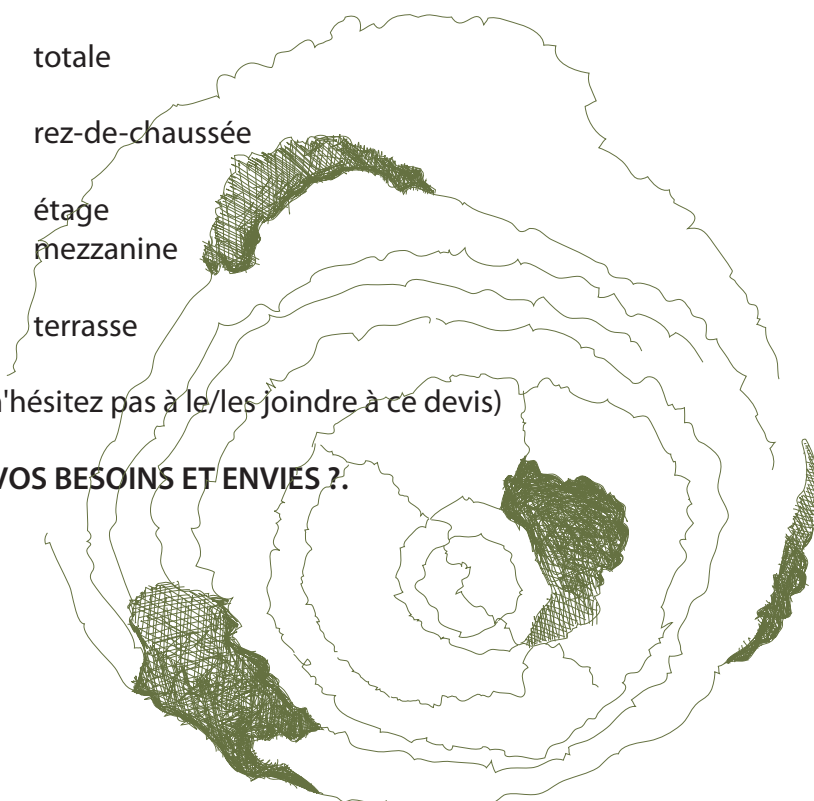 totale
rez-de-chaussée
étage
mezzanine
terrasse
'hésitez pas à le/les joindre à ce devis)
VOS BESOINS ET ENVIES ?.